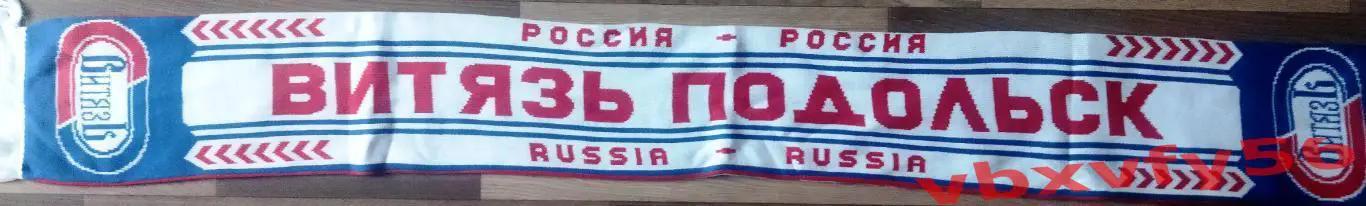 РОССИЯ - РОССИЯ
Витязь
ВИТЯЗЬ ПОДОЛЬСК
Витязь
RUSSIA - RUSSIA
vbxvfy56